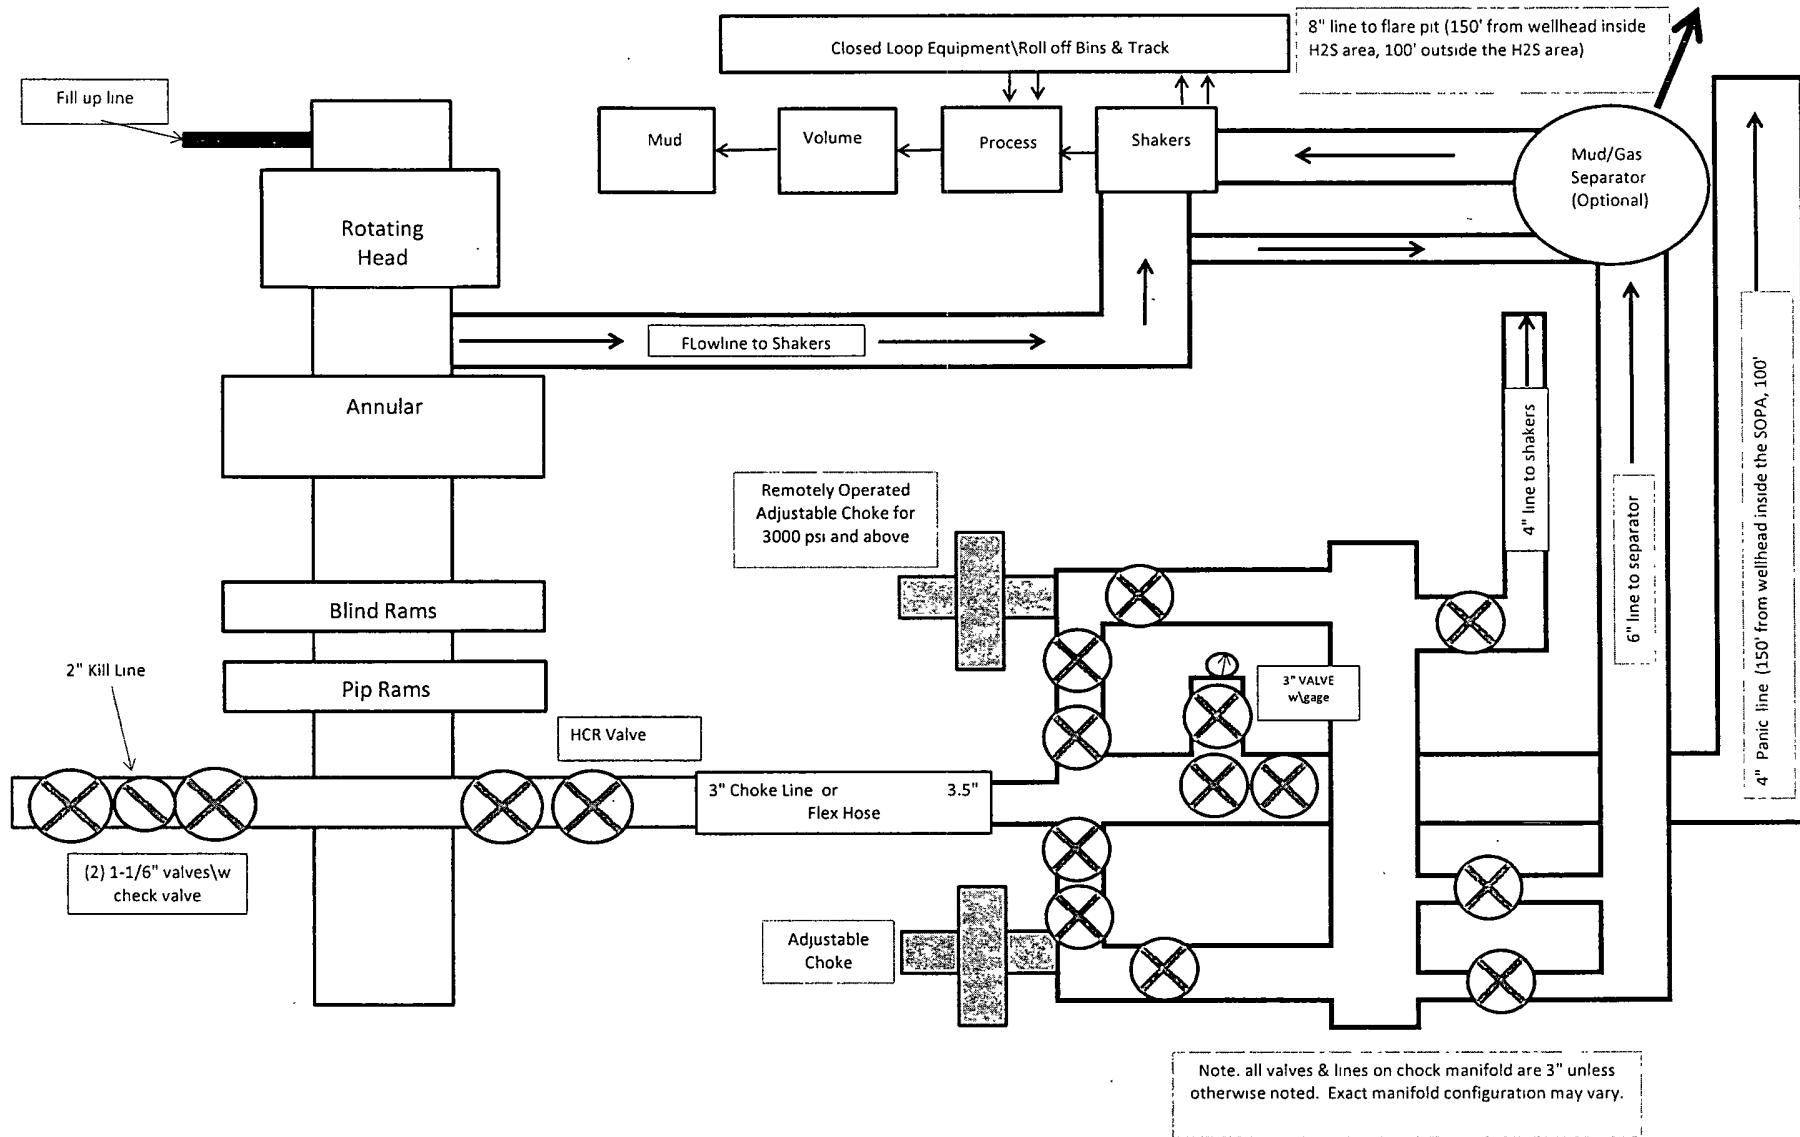 Closed Loop Equipment\Roll off Bins & Track
8" line to flare pit (150' from wellhead inside
H2S area, 100' outside the H2S area)
Fill up line
Mud
Volume
Process
Shakers
Mud/Gas
Separator
(Optional)
Rotating
Head
FLowline to Shakers
Annular
4" line to shakers
6" line to separator
4" Panic line (150' from wellhead inside the SOPA, 100'
Remotely Operated
Adjustable Choke for
3000 psi and above
Blind Rams
Pip Rams
2" Kill Line
3" VALVE
w\gage
HCR Valve
3" Choke Line or 3.5"
Flex Hose
(2) 1-1/6" valves\w
check valve
Adjustable
Choke
Note. all valves & lines on chock manifold are 3" unless
otherwise noted. Exact manifold configuration may vary.